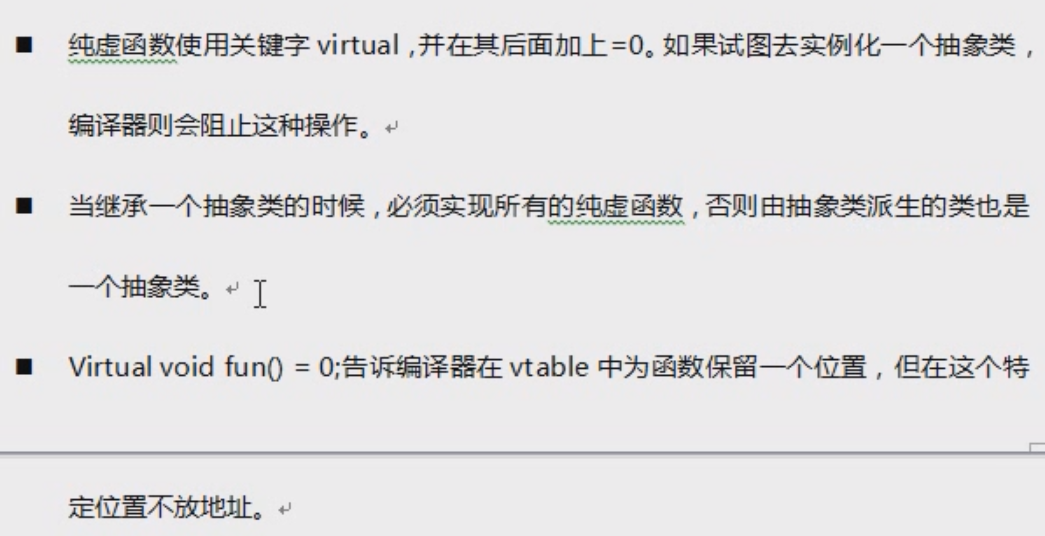 ■ 纯虚函数使用关键字 virtual ,并在其后面加上=0。如果试图去实例化一个抽象类，
编译器则会阻止这种操作。↵
■ 当继承一个抽象类的时候，必须实现所有的纯虚函数，否则由抽象类派生的类也是
一个抽象类。↵
■ Virtual void fun() = 0;告诉编译器在 vtable 中为函数保留一个位置，但在这个特
定位置不放地址。↵